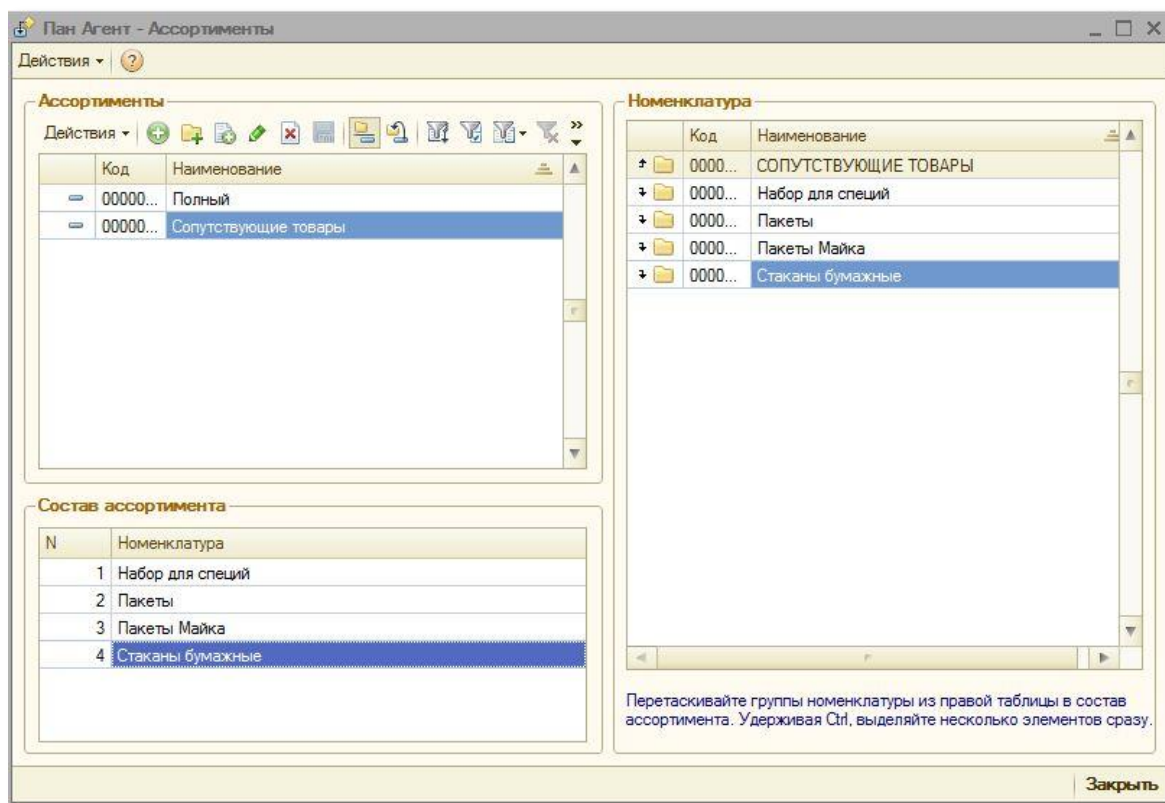 Пан Агент - Ассортименты
Действия
Ассортименты
Действия
Код Наименование
00000... Полный
00000... Сопутствующие товары
Состав ассортимента
N Номенклатура
1 Набор для специй
2 Пакеты
3 Пакеты Майка
4 Стаканы бумажные
Номенклатура
Код Наименование
0000... СОПУТСТВУЮЩИЕ ТОВАРЫ
0000... Набор для специй
0000... Пакеты
0000... Пакеты Майка
0000... Стаканы бумажные
Перетаскивайте группы номенклатуры из правой таблицы в состав
ассортимента. Удерживая Ctrl, выделяйте несколько элементов сразу.
Закрыть